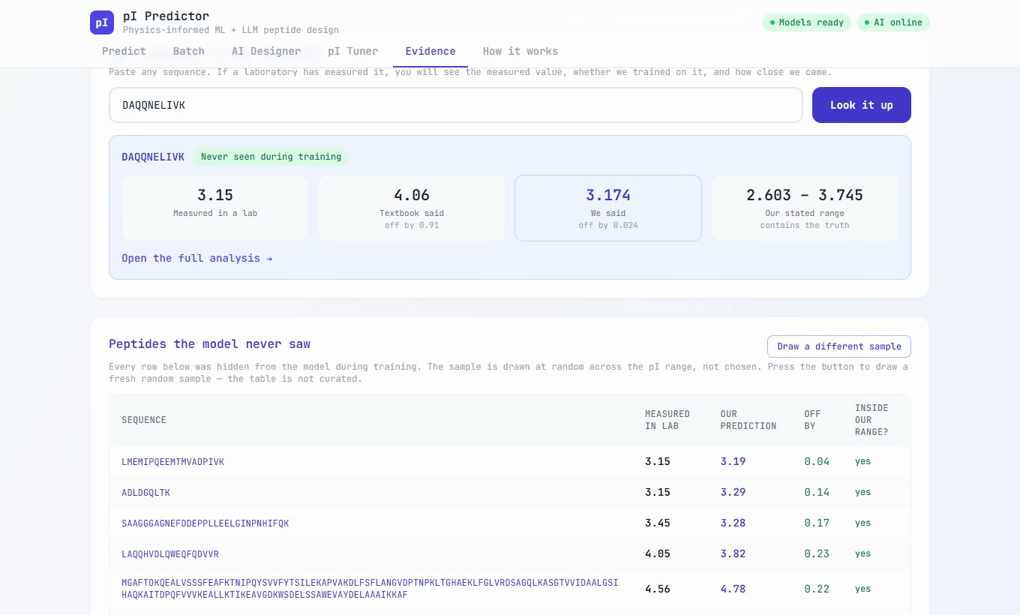 pI
pI Predictor
Physics-informed ML + LLM peptide design
Models ready
AI online
Predict
Batch
AI Designer
pI Tuner
Evidence
How it works
Paste any sequence. If a laboratory has measured it, you will see the measured value, whether we trained on it, and how close we came.
DAQQNELIVK
Look it up
DAQQNELIVK
Never seen during training
3.15
Measured in a lab
4.06
Textbook said
off by 0.91
3.174
We said
off by 0.024
2.603 – 3.745
Our stated range
contains the truth
Open the full analysis →
Peptides the model never saw
Draw a different sample
Every row below was hidden from the model during training. The sample is drawn at random across the pI range, not chosen. Press the button to draw a
fresh random sample — the table is not curated.
SEQUENCE
MEASURED
IN LAB
OUR
PREDICTION
OFF
BY
INSIDE
OUR
RANGE?
LMEMIPQEEMTMVADPIVK 3.15 3.19 0.04 yes
ADLDGQLTK 3.15 3.29 0.14 yes
SAAGGGAGNEFDDEPPLLEELGINPNHIFQK 3.45 3.28 0.17 yes
LAQQHVDLQWEQFQDVVR 4.05 3.82 0.23 yes
MGAFTDKQEALVSSSFEAFKTNIPQYSVVFYTSILEKAPVAKDLFSFLANGVDPTNPKLTGHAEKLFGLVRDSAGQLKASGTVVIDAALGSI 4.56 4.78 0.22 yes
HAQKAITDPQFVVVKEALLKTIKEAVGDKWSDELSSAWEVAYDELAAAIKKAF